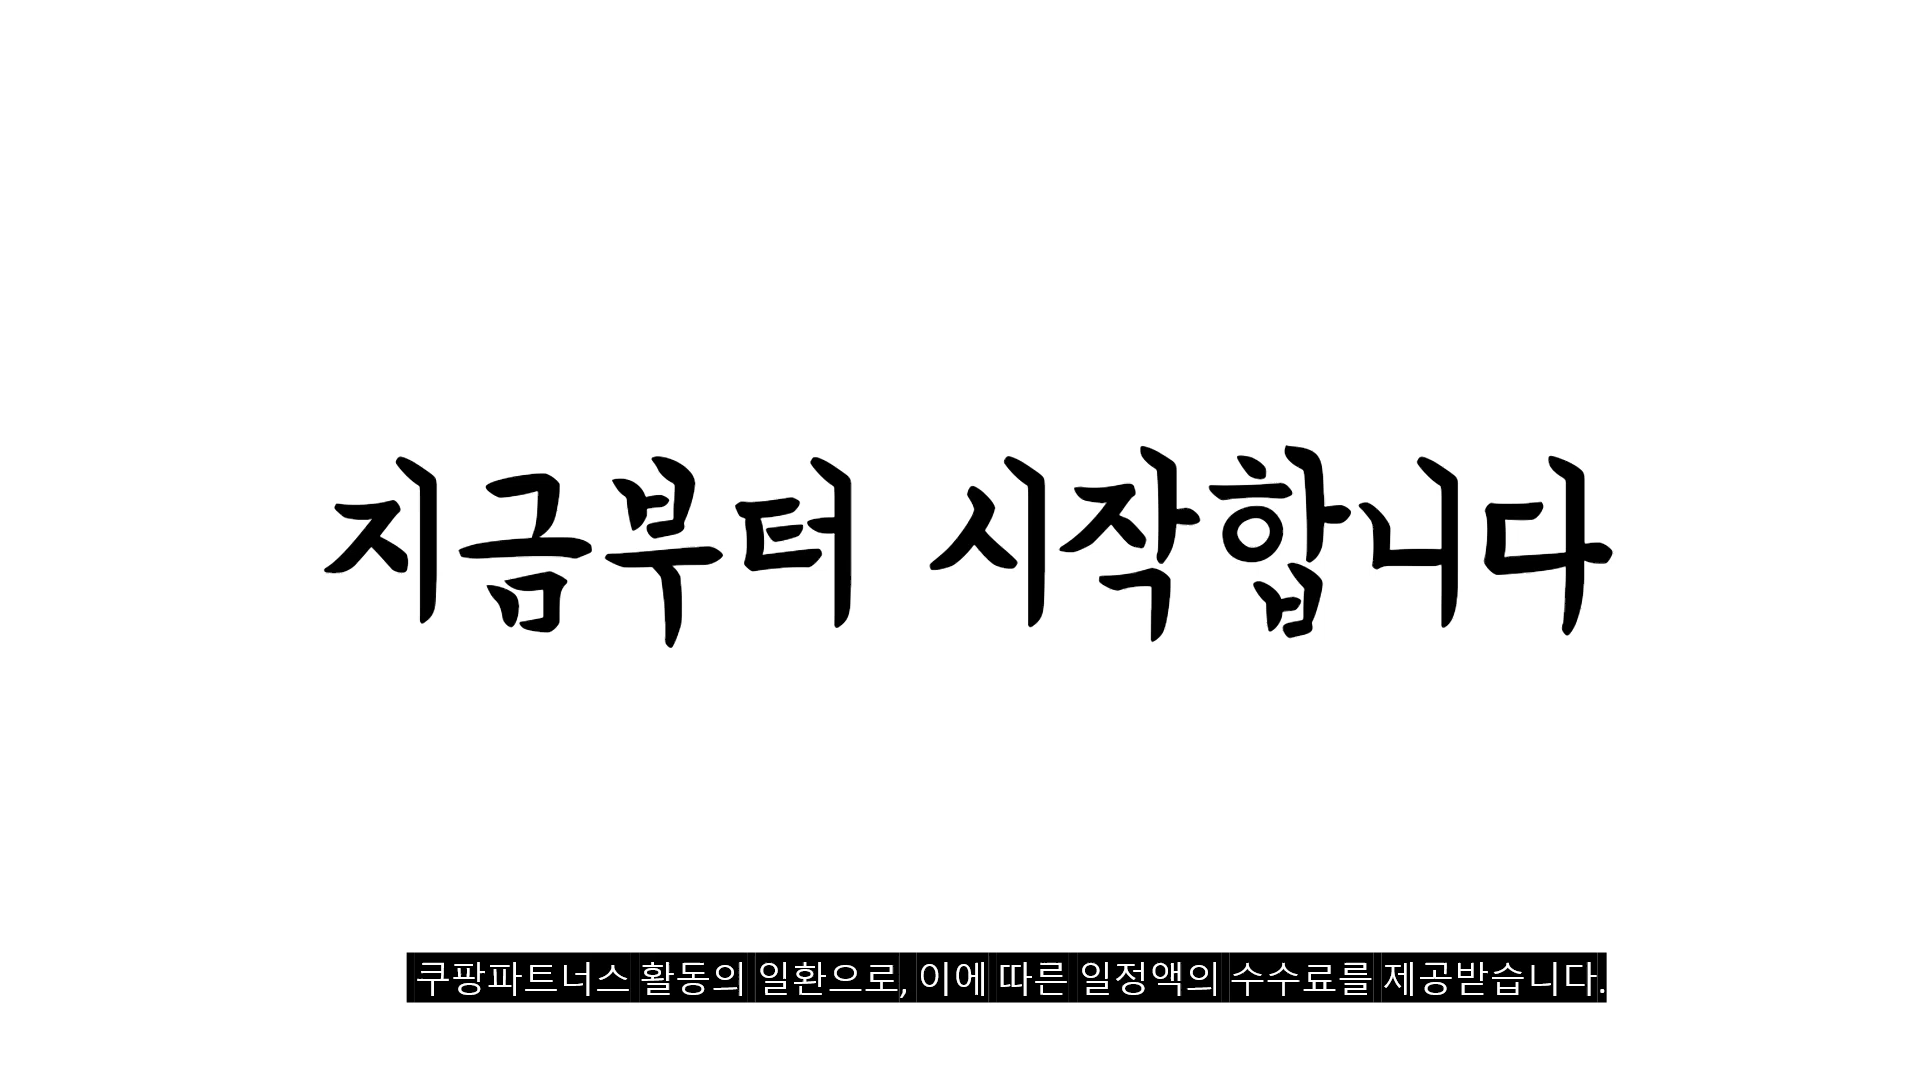 지금부터 시작합니다
쿠팡파트너스 활동의 일환으로, 이에 따른 일정액의 수수료를 제공받습니다.